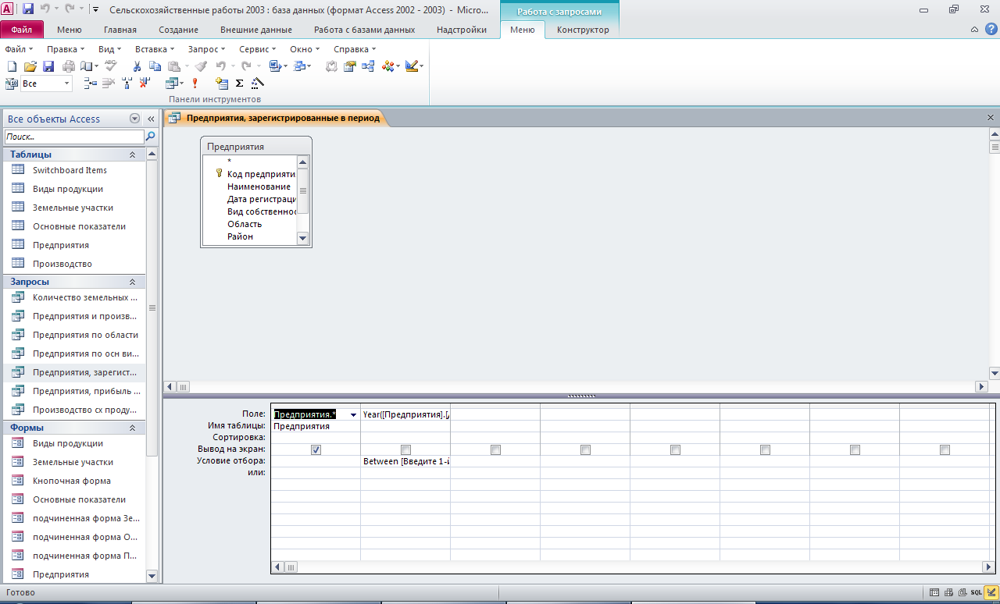 Сельскохозяйственные работы 2003 : база данных (формат Access 2002 - 2003) - Micro...
Работа с запросами
Файл Меню Главная Создание Внешние данные Работа с базами данных Надстройки Меню Конструктор
Файл Правка Вид Вставка Запрос Сервис Окно Справка
Все
Панели инструментов
Все объекты Access
Поиск...
Таблицы
Switchboard Items
Виды продукции
Земельные участки
Основные показатели
Предприятия
Производство
Запросы
Количество земельных ...
Предприятия и произв...
Предприятия по области
Предприятия по осн ви...
Предприятия, зарегист...
Предприятия, прибыль ...
Производство сх проду...
Формы
Виды продукции
Земельные участки
Кнопочная форма
Основные показатели
подчиненная форма Зе...
подчиненная форма О...
подчиненная форма П...
Предприятия
Предприятия, зарегистрированные в период
Предприятия
*
Код предприяти
Наименование
Дата регистраци
Вид собственнос
Область
Район
Поле: Предприятия.* Year([Предприятия].[Д
Имя таблицы: Предприятия
Сортировка:
Вывод на экран:
Условие отбора: Between [Введите 1-й
или:
Готово
SQL